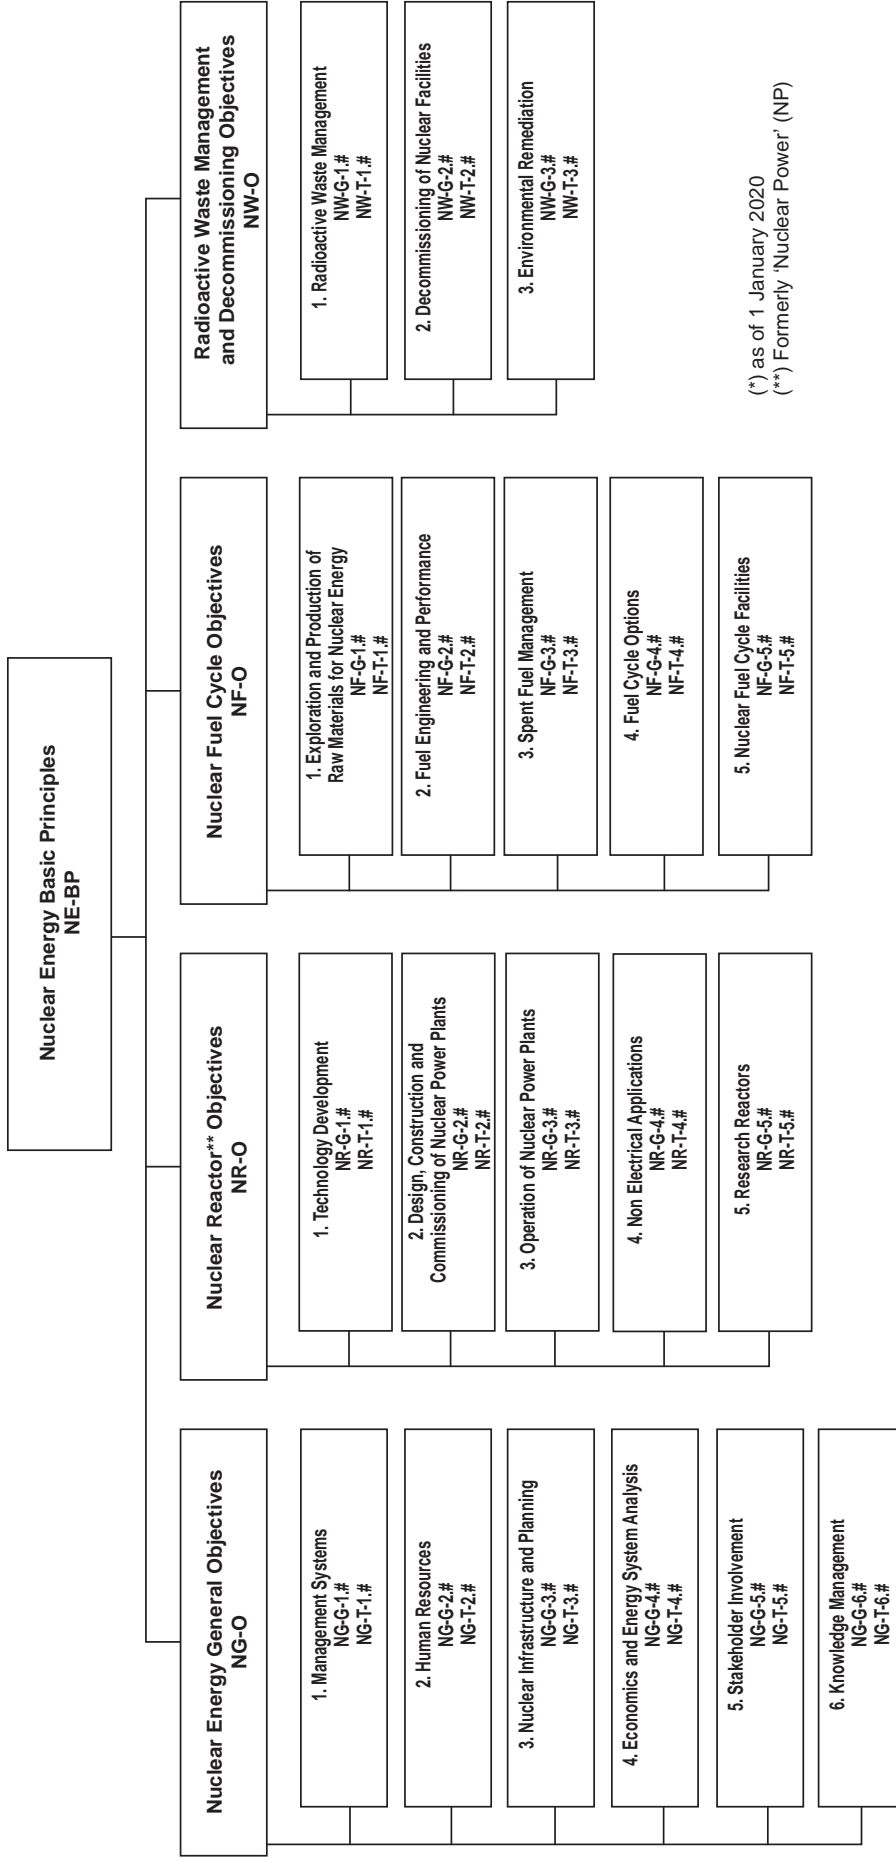 Nuclear Energy Basic Principles
NE-BP
Nuclear Energy General Objectives
NG-O
1. Management Systems
NG-G-1.#
NG-T-1.#
2. Human Resources
NG-G-2.#
NG-T-2.#
3. Nuclear Infrastructure and Planning
NG-G-3.#
NG-T-3.#
4. Economics and Energy System Analysis
NG-G-4.#
NG-T-4.#
5. Stakeholder Involvement
NG-G-5.#
NG-T-5.#
6. Knowledge Management
NG-G-6.#
NG-T-6.#
Nuclear Reactor** Objectives
NR-O
1. Technology Development
NR-G-1.#
NR-T-1.#
2. Design, Construction and
Commissioning of Nuclear Power Plants
NR-G-2.#
NR-T-2.#
3. Operation of Nuclear Power Plants
NR-G-3.#
NR-T-3.#
4. Non Electrical Applications
NR-G-4.#
NR-T-4.#
5. Research Reactors
NR-G-5.#
NR-T-5.#
Nuclear Fuel Cycle Objectives
NF-O
1. Exploration and Production of
Raw Materials for Nuclear Energy
NF-G-1.#
NF-T-1.#
2. Fuel Engineering and Performance
NF-G-2.#
NF-T-2.#
3. Spent Fuel Management
NF-G-3.#
NF-T-3.#
4. Fuel Cycle Options
NF-G-4.#
NF-T-4.#
5. Nuclear Fuel Cycle Facilities
NF-G-5.#
NF-T-5.#
Radioactive Waste Management
and Decommissioning Objectives
NW-O
1. Radioactive Waste Management
NW-G-1.#
NW-T-1.#
2. Decommissioning of Nuclear Facilities
NW-G-2.#
NW-T-2.#
3. Environmental Remediation
NW-G-3.#
NW-T-3.#
(*) as of 1 January 2020
(**) Formerly ‘Nuclear Power’ (NP)